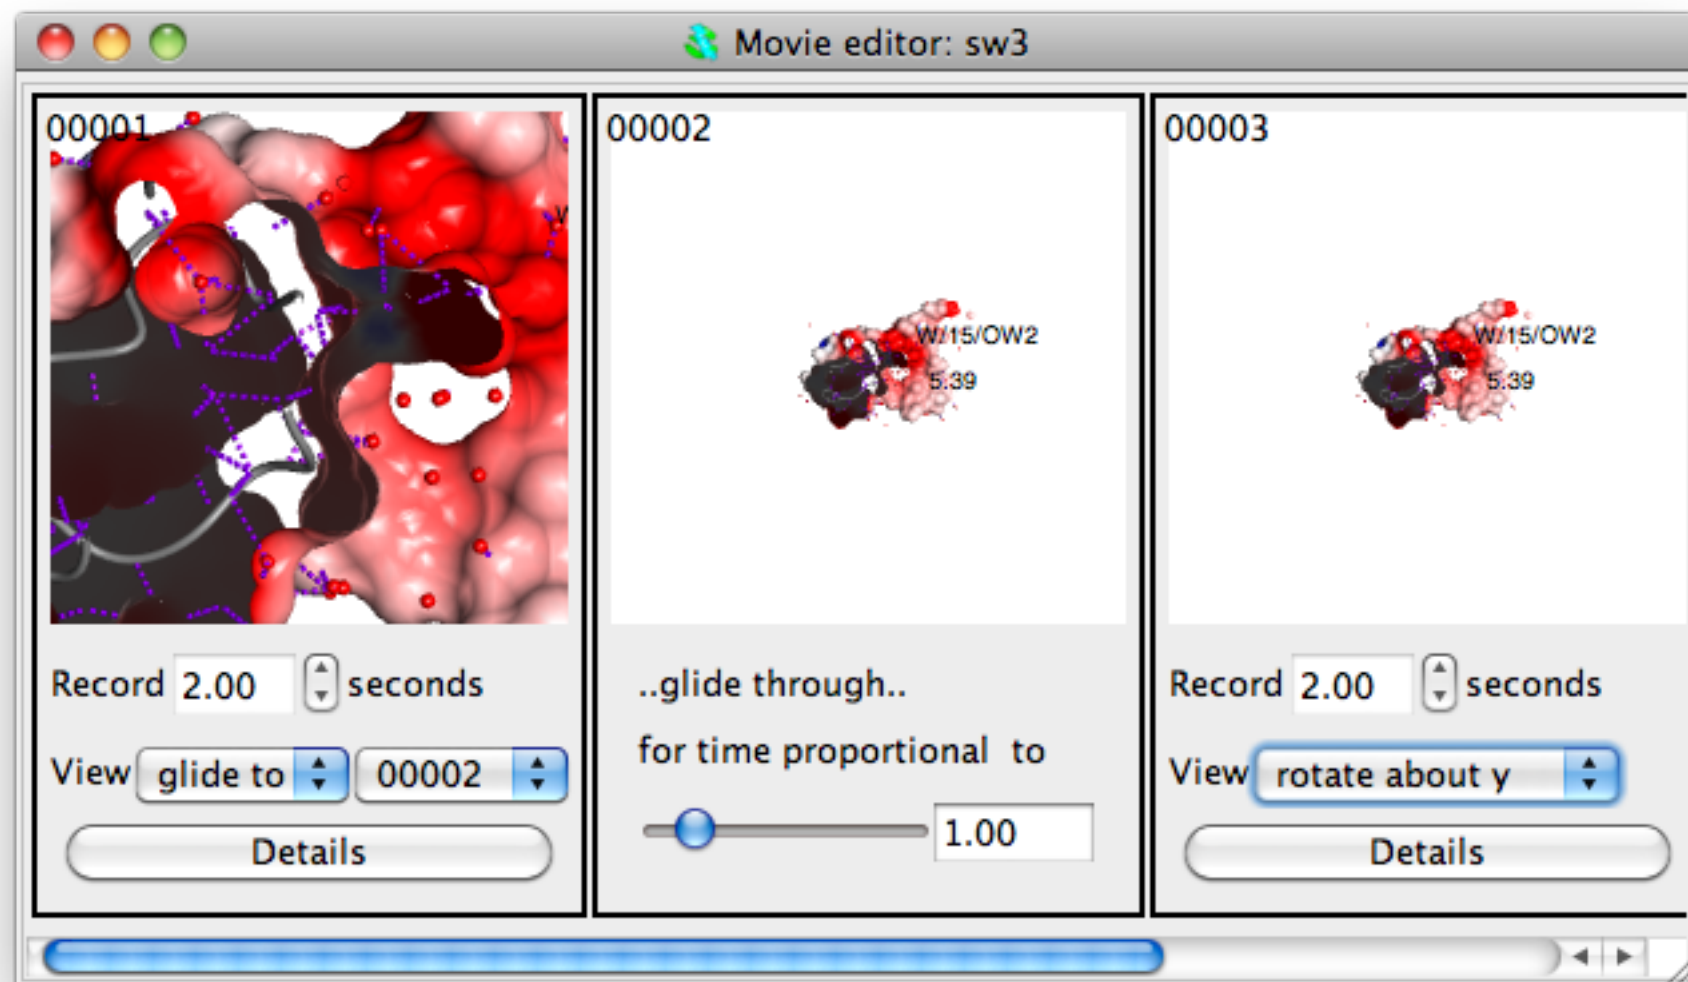 Movie editor: sw3
00001
Record 2.00 seconds
View glide to 00002
Details
00002
W/15/OW2
5.39
..glide through..
for time proportional to
1.00
00003
W/15/OW2
5.39
Record 2.00 seconds
View rotate about y
Details